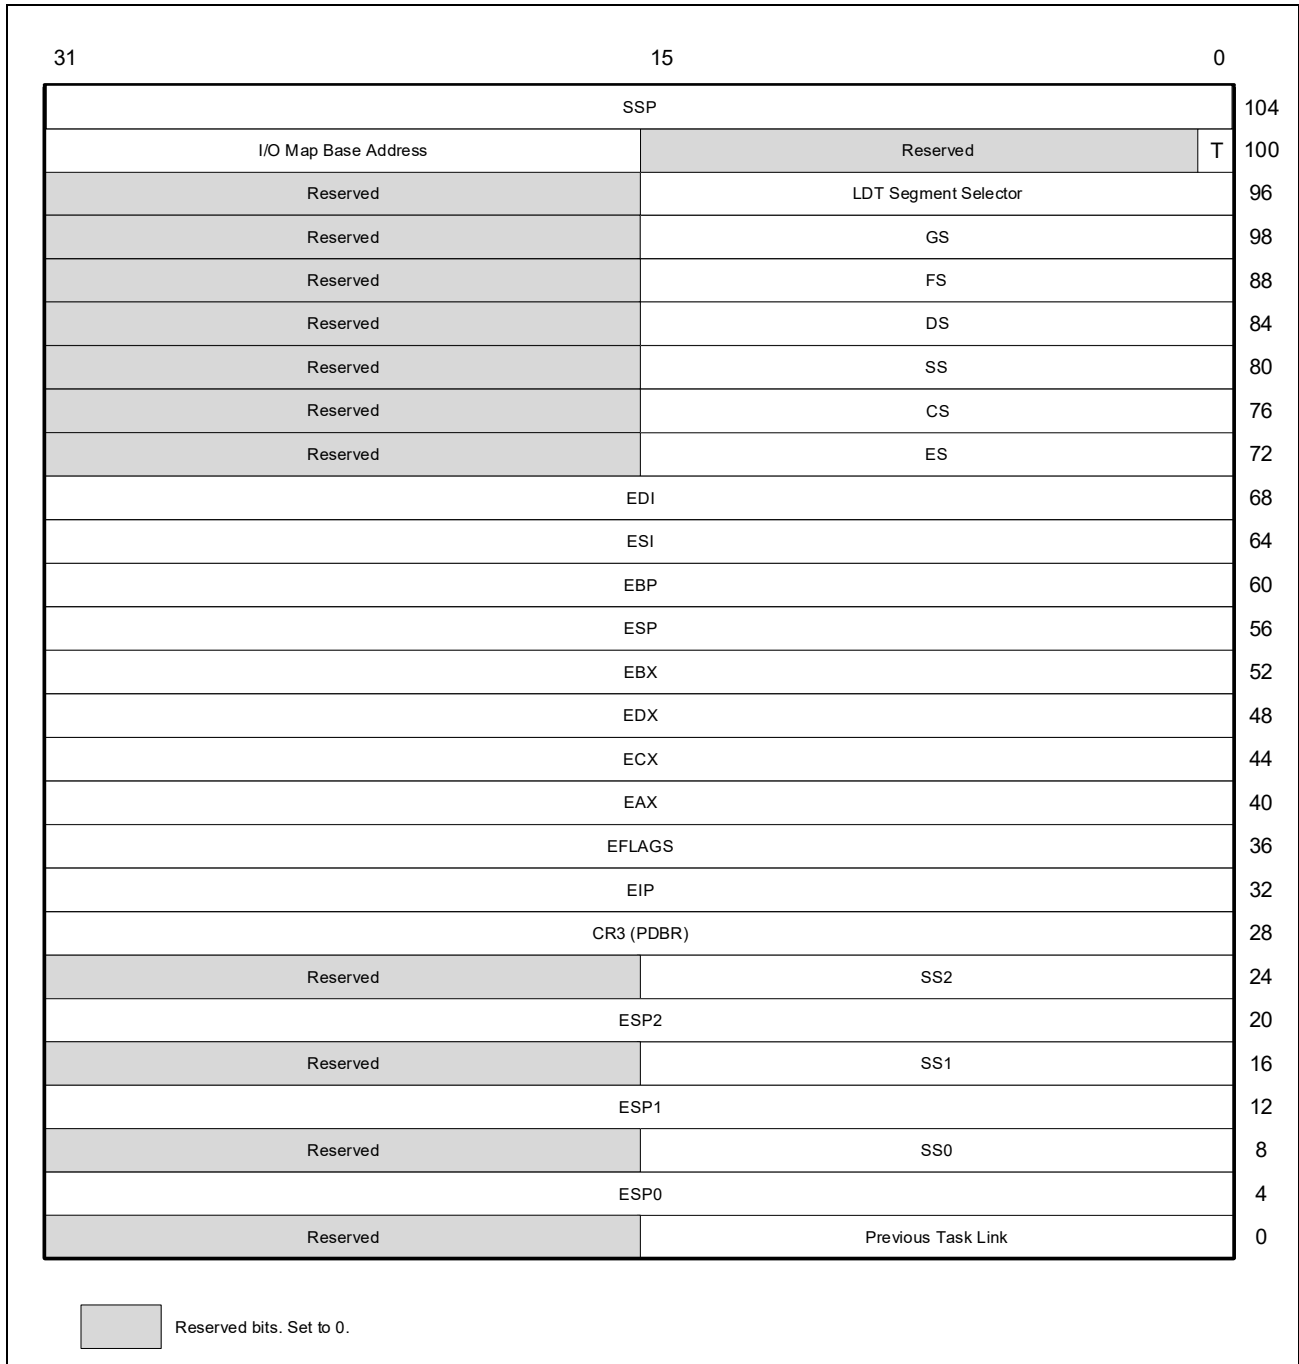 31 15 0
SSP 104
I/O Map Base Address Reserved T 100
Reserved LDT Segment Selector 96
Reserved GS 98
Reserved FS 88
Reserved DS 84
Reserved SS 80
Reserved CS 76
Reserved ES 72
EDI 68
ESI 64
EBP 60
ESP 56
EBX 52
EDX 48
ECX 44
EAX 40
EFLAGS 36
EIP 32
CR3 (PDBR) 28
Reserved SS2 24
ESP2 20
Reserved SS1 16
ESP1 12
Reserved SS0 8
ESP0 4
Reserved Previous Task Link 0
Reserved bits. Set to 0.